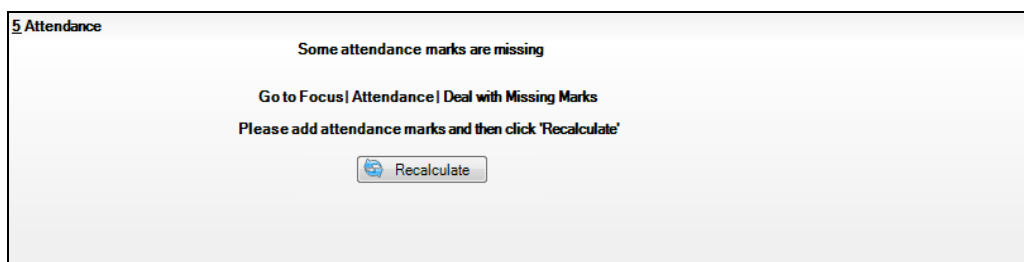 5 Attendance
Some attendance marks are missing
Go to Focus| Attendance| Deal with Missing Marks
Please add attendance marks and then click 'Recalculate'
Recalculate